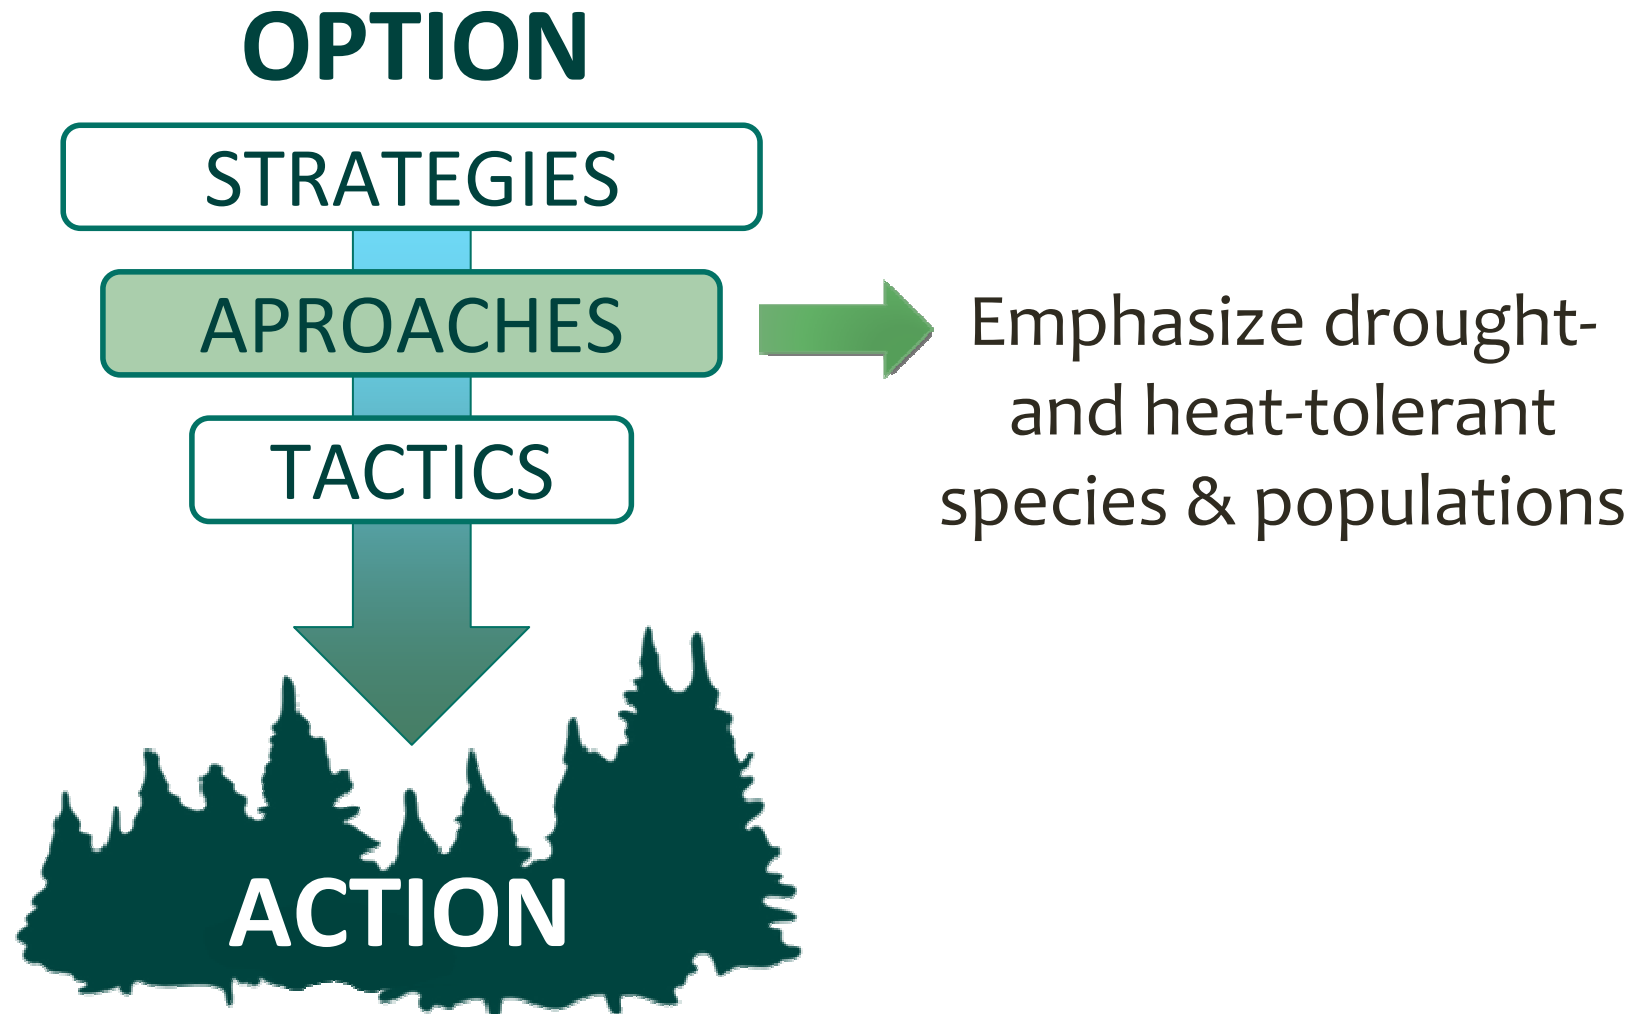 OPTION
STRATEGIES
APROACHES
TACTICS
ACTION
Emphasize drought-
and heat-tolerant
species & populations